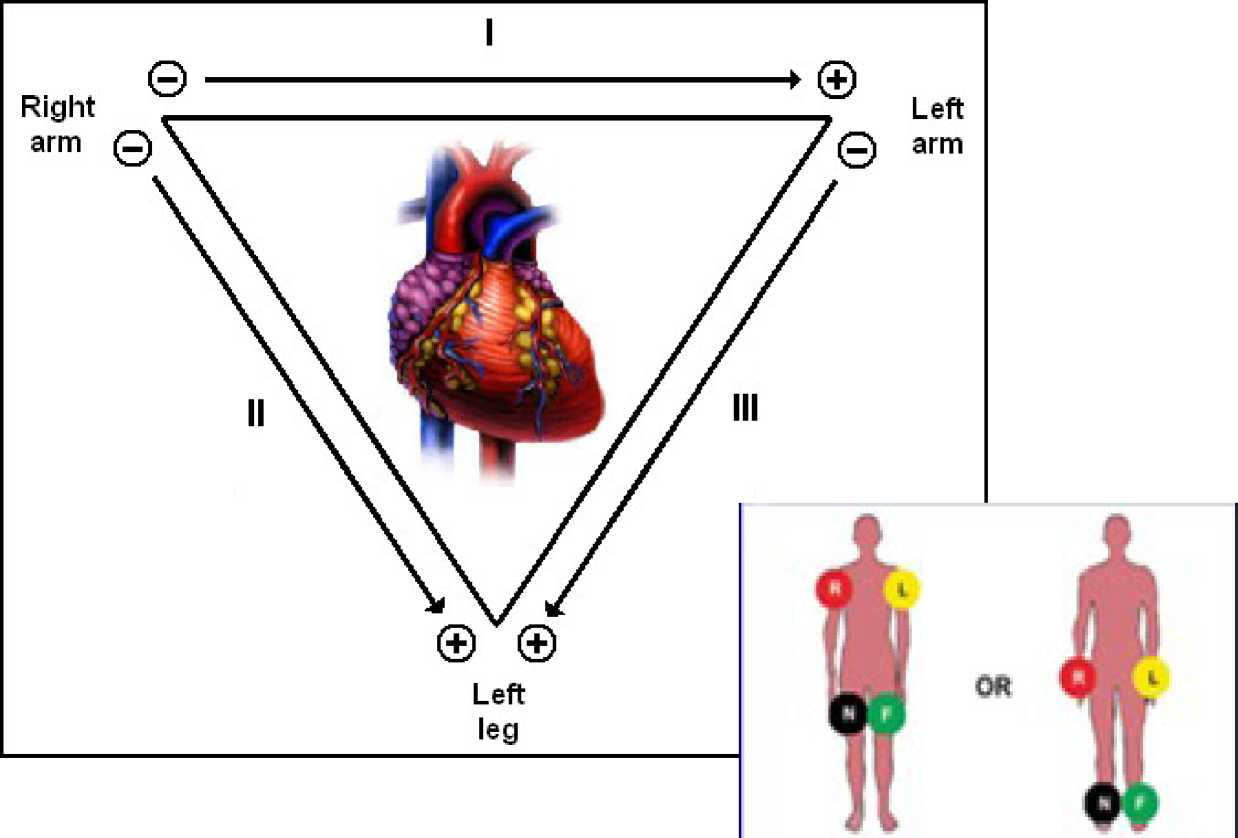 I
− +
Right
arm
Left
arm
− −
II
III
+ +
Left
leg
R L
N F
OR
R L
N F